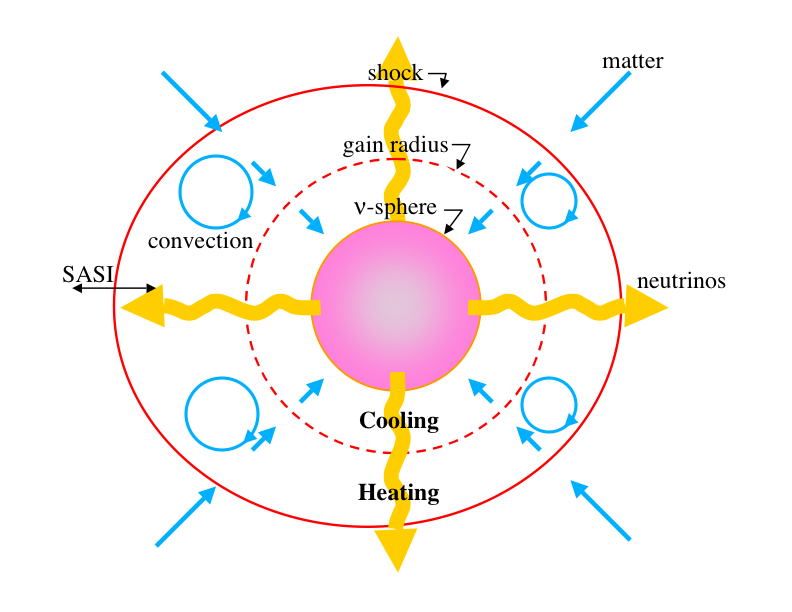 matter
shock
gain radius
ν-sphere
convection
SASI
neutrinos
Cooling
Heating